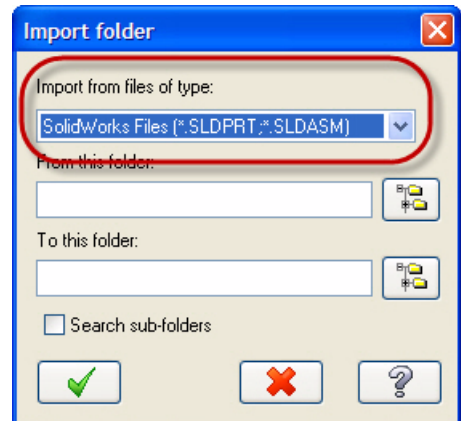 Import folder
Import from files of type:
SolidWorks Files (*.SLDPRT;*.SLDASM)
From this folder:
To this folder:
Search sub-folders